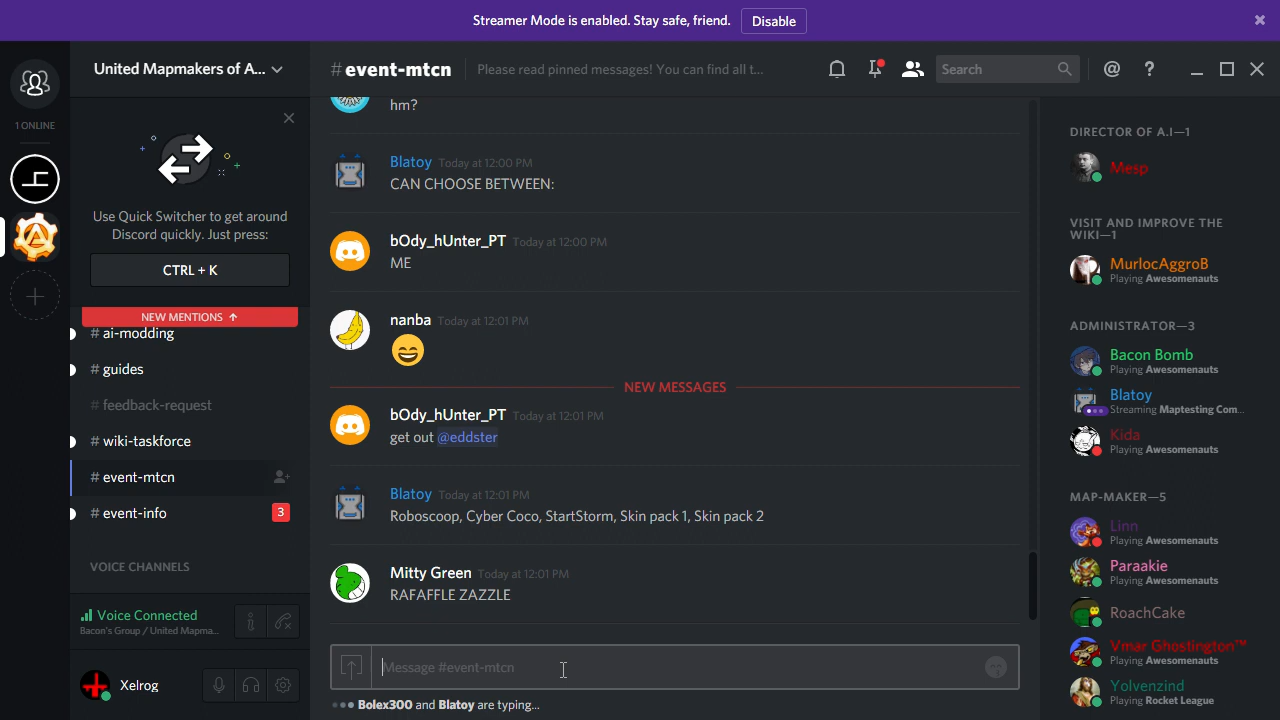 Streamer Mode is enabled. Stay safe, friend. Disable
1 ONLINE
United Mapmakers of A...
Use Quick Switcher to get around
Discord quickly. Just press:
CTRL + K
NEW MENTIONS
# ai-modding
# guides
# feedback-request
# wiki-taskforce
# event-mtcn
# event-info 3
VOICE CHANNELS
Voice Connected
Bacon's Group / United Mapma...
Xelrog
#event-mtcn Please read pinned messages! You can find all t... Search
hm?
Blatoy Today at 12:00 PM
CAN CHOOSE BETWEEN:
bOdy_hUnter_PT Today at 12:00 PM
ME
nanba Today at 12:01 PM
NEW MESSAGES
bOdy_hUnter_PT Today at 12:01 PM
get out @eddster
Blatoy Today at 12:01 PM
Roboscoop, Cyber Coco, StartStorm, Skin pack 1, Skin pack 2
Mitty Green Today at 12:01 PM
RAFAFFLE ZAZZLE
Message #event-mtcn
Bolex300 and Blatoy are typing...
DIRECTOR OF A.I—1
Mesp
VISIT AND IMPROVE THE
WIKI—1
MurlocAggroB
Playing Awesomenauts
ADMINISTRATOR—3
Bacon Bomb
Playing Awesomenauts
Blatoy
Streaming Maptesting Com...
Kida
Playing Awesomenauts
MAP-MAKER—5
Linn
Playing Awesomenauts
Paraakie
Playing Awesomenauts
RoachCake
Vmar Ghostington™
Playing Awesomenauts
Yolvenzind
Playing Rocket League